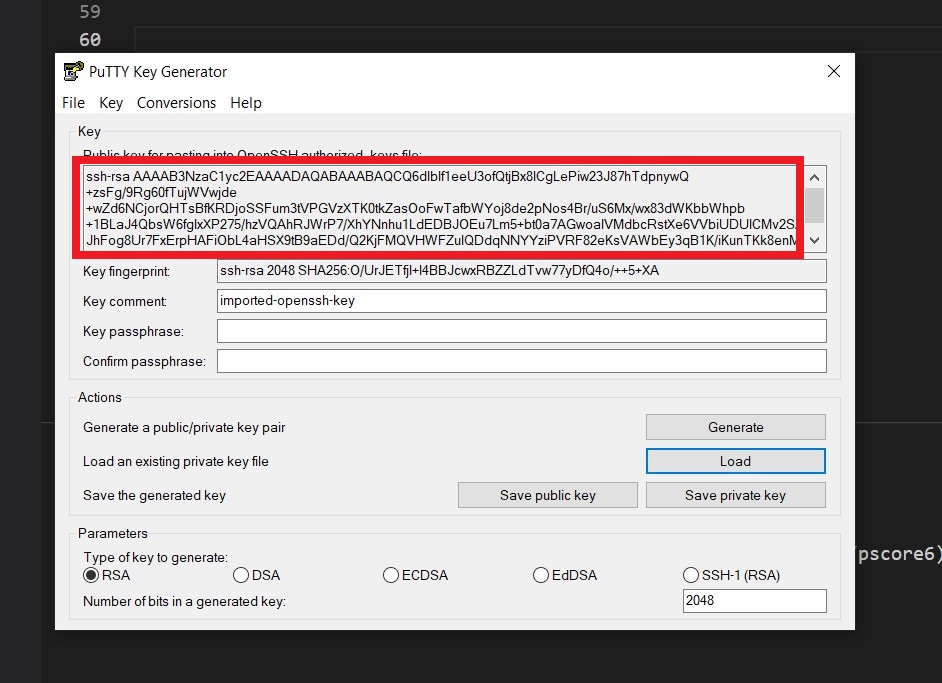 59
60
PuTTY Key Generator
File Key Conversions Help
Key
Public key for pasting into OpenSSH authorized_keys file:
ssh-rsa AAAAB3NzaC1yc2EAAAADAQABAAABAQCQ6dlblf1eeU3ofQtjBx8lCgLePiw23J87hTdpnywQ
+zsFg/9Rg60fTujWVwjde
+wZd6NCjorQHTsBfKRDjoSSFum3tVPGVzXTK0tkZasOoFwTafbWYoj8de2pNos4Br/uS6Mx/wx83dWKbbWhpb
+1BLaJ4QbsW6fglxXP275/hzVQAhRJWrP7/XhYNnhu1LdEDBJOEu7Lm5+bt0a7AGwoalVMdbcRstXe6VVbiUDUlCMv2S
JhFog8Ur7FxErpHAFiObL4aHSX9tB9aEDd/Q2KjFMQVHWFZulQDdqNNYYziPVRF82eKsVAWbEy3qB1K/iKunTKk8enM
Key fingerprint: ssh-rsa 2048 SHA256:O/UrJETfjl+I4BBJcwxRBZZLdTvw77yDfQ4o/++5+XA
Key comment: imported-openssh-key
Key passphrase:
Confirm passphrase:
Actions
Generate a public/private key pair Generate
Load an existing private key file Load
Save the generated key Save public key Save private key
Parameters
Type of key to generate:
RSA DSA ECDSA EdDSA SSH-1 (RSA)
pscore6)
Number of bits in a generated key: 2048